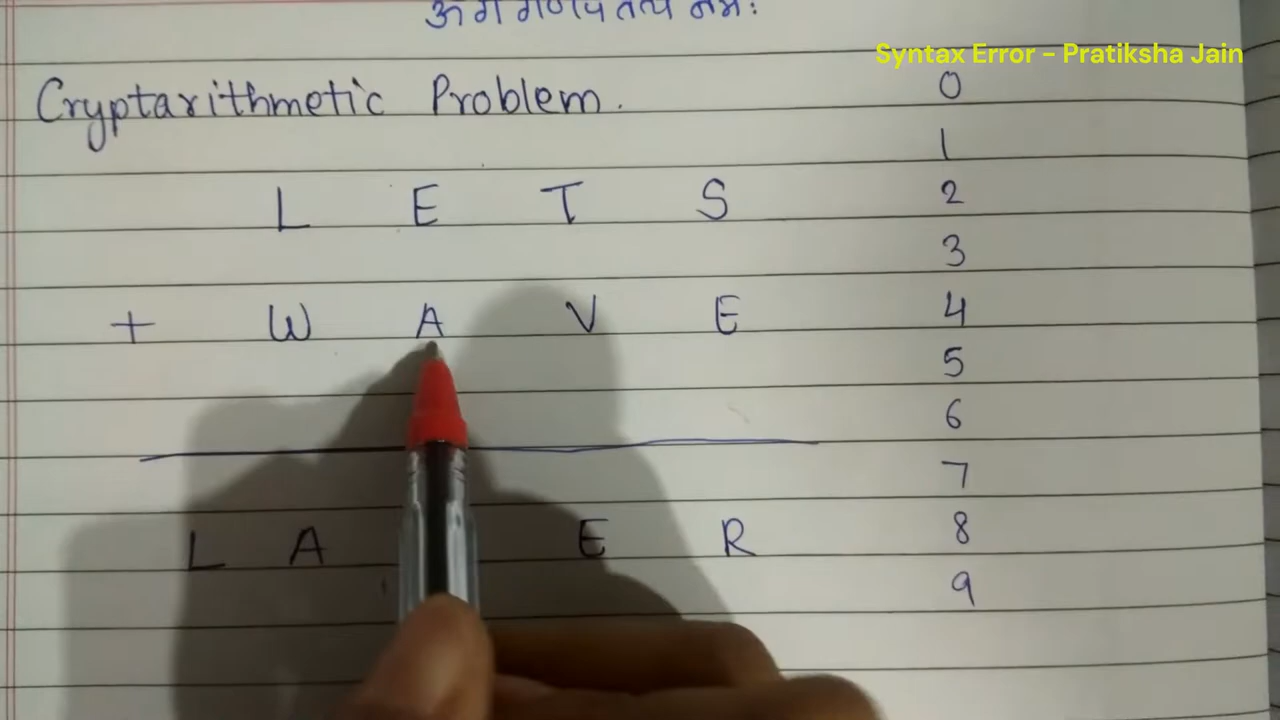 Syntax Error - Pratiksha Jain
Cryptarithmetic Problem.
L E T S
+ W A V E
L A E R
0
1
2
3
4
5
6
7
8
9